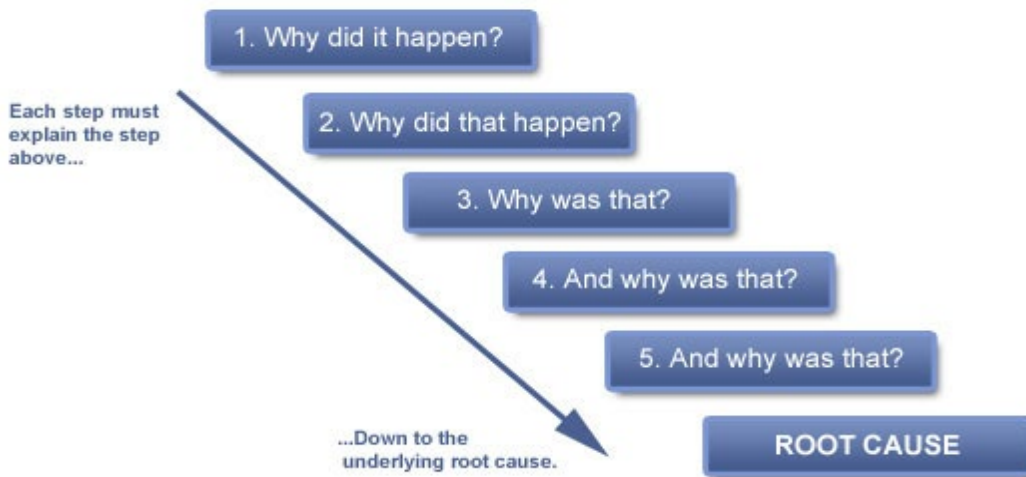 1. Why did it happen?
Each step must
explain the step
above...
2. Why did that happen?
3. Why was that?
4. And why was that?
5. And why was that?
...Down to the
underlying root cause.
ROOT CAUSE